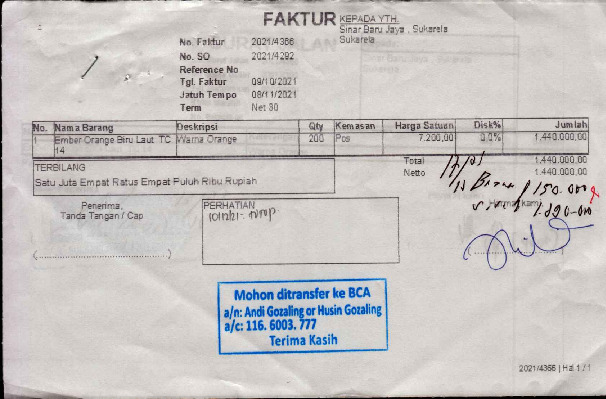 FAKTUR
KEPADA YTH.
Sinar Baru Jaya , Sukarela
Sukarela
No. Faktur 2021/4366
No. SO 2021/4292
Reference No
Tgl. Faktur 09/10/2021
Jatuh Tempo 08/11/2021
Term Net 30
No. Nama Barang Deskripsi Qty Kemasan Harga Satuan Disk% Jumlah
1 Ember Orange Biru Laut TC Warna Orange 200 Pcs 7.200,00 0.0% 1.440.000,00
14
TERBILANG
Satu Juta Empat Ratus Empat Puluh Ribu Rupiah
Total 1.440.000,00
Netto 1.440.000,00
150.000
Penerima,
Tanda Tangan / Cap
PERHATIAN
Hormat kami
(..............................)
Mohon ditransfer ke BCA
a/n: Andi Gozaling or Husin Gozaling
a/c: 116. 6003. 777
Terima Kasih
2021/4366 | Hal 1 / 1